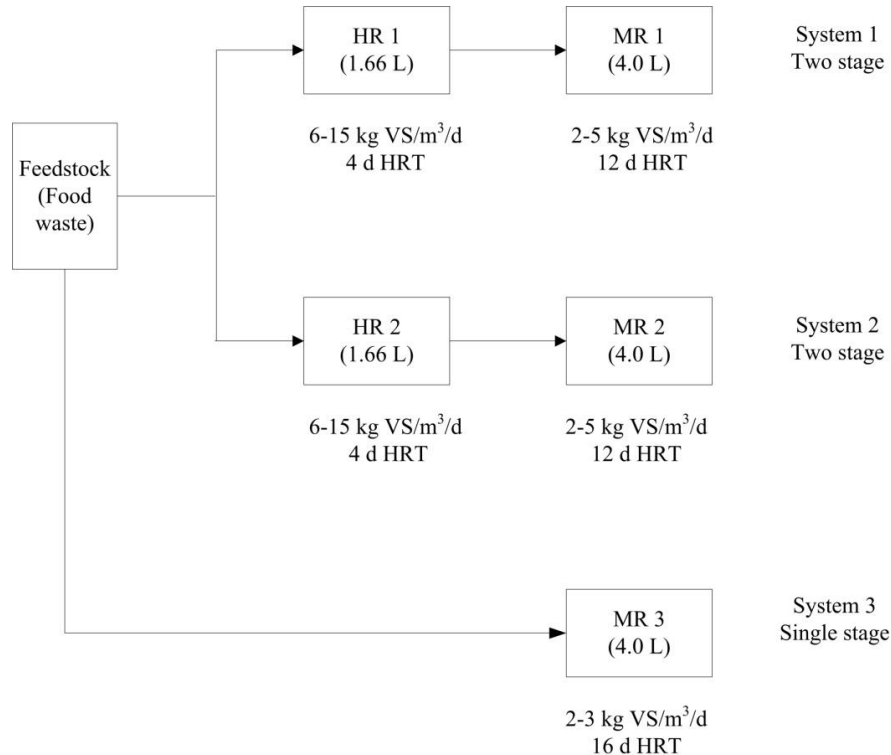 Feedstock
(Food
waste)
HR 1
(1.66 L)
6-15 kg VS/m³/d
4 d HRT
MR 1
(4.0 L)
2-5 kg VS/m³/d
12 d HRT
System 1
Two stage
HR 2
(1.66 L)
6-15 kg VS/m³/d
4 d HRT
MR 2
(4.0 L)
2-5 kg VS/m³/d
12 d HRT
System 2
Two stage
MR 3
(4.0 L)
2-3 kg VS/m³/d
16 d HRT
System 3
Single stage